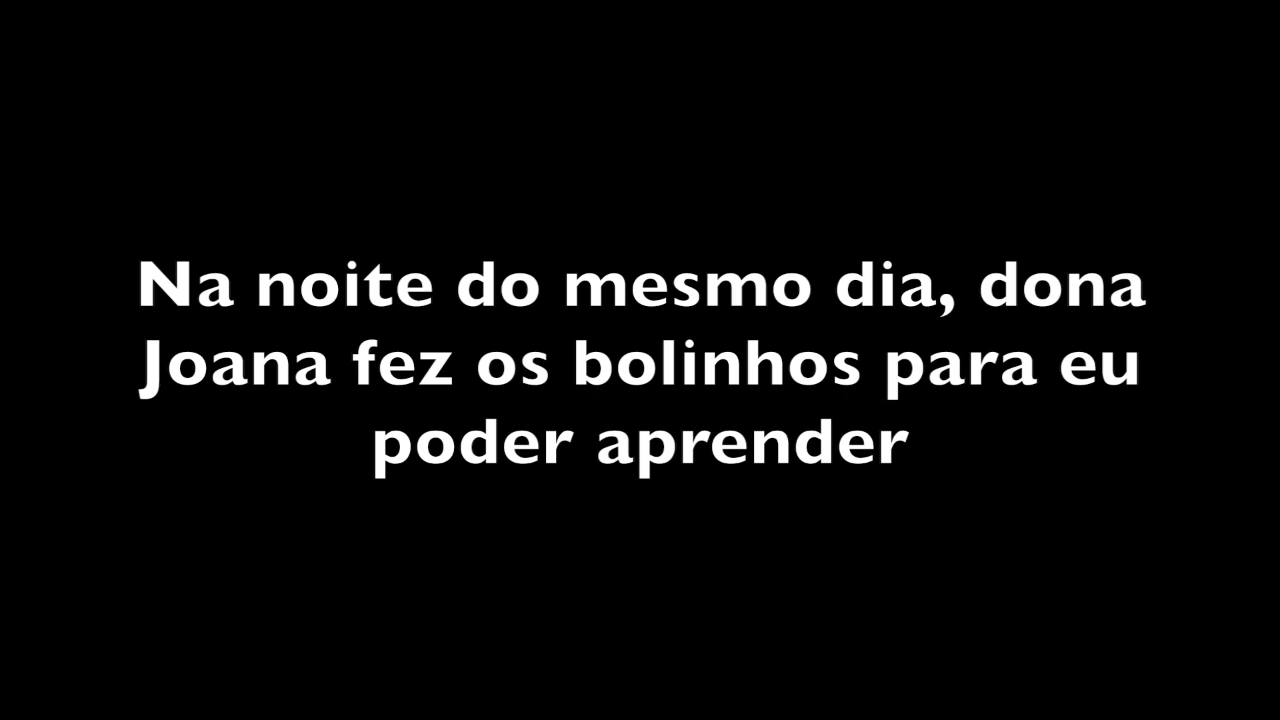 Na noite do mesmo dia, dona
Joana fez os bolinhos para eu
poder aprender